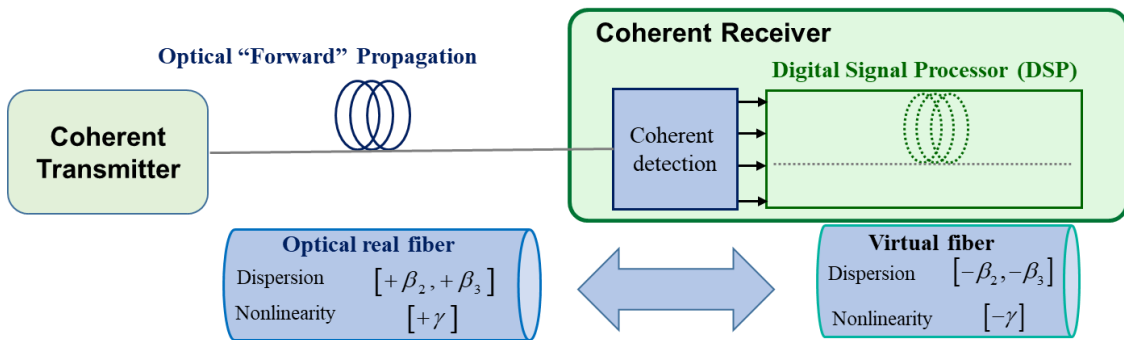 Coherent Receiver
Optical “Forward” Propagation
Digital Signal Processor (DSP)
Coherent
Transmitter
Coherent
detection
Optical real fiber
Dispersion [+β₂,+β₃]
Nonlinearity [+γ]
Virtual fiber
Dispersion [−β₂,−β₃]
Nonlinearity [−γ]